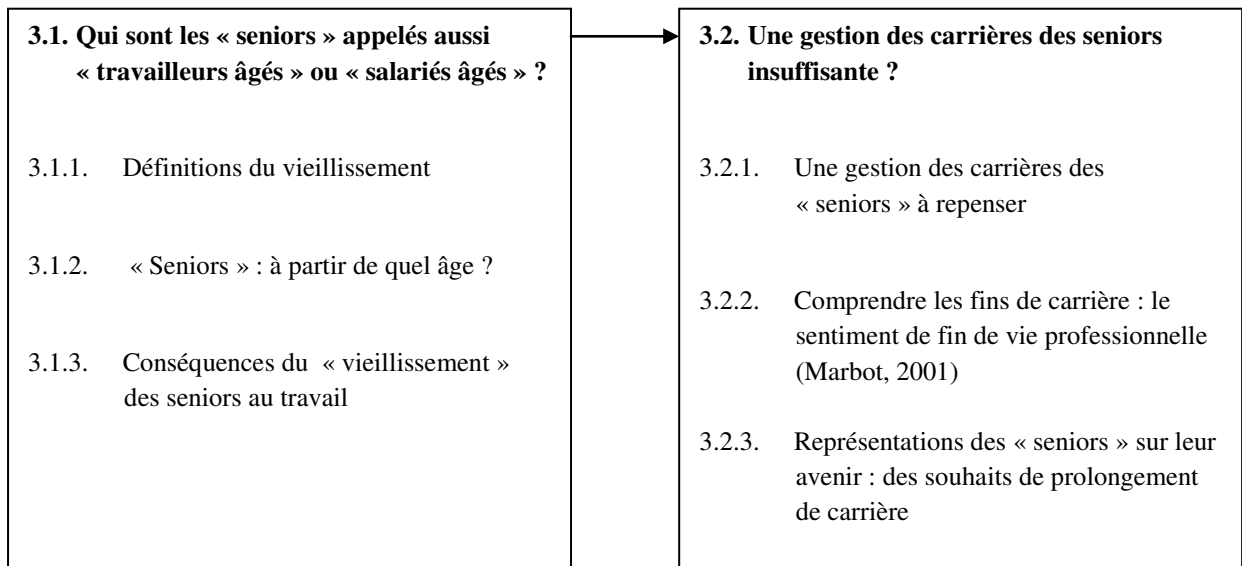 3.1. Qui sont les « seniors » appelés aussi
« travailleurs âgés » ou « salariés âgés » ?
3.1.1. Définitions du vieillissement
3.1.2. « Seniors » : à partir de quel âge ?
3.1.3. Conséquences du « vieillissement »
des seniors au travail
3.2. Une gestion des carrières des seniors
insuffisante ?
3.2.1. Une gestion des carrières des
« seniors » à repenser
3.2.2. Comprendre les fins de carrière : le
sentiment de fin de vie professionnelle
(Marbot, 2001)
3.2.3. Représentations des « seniors » sur leur
avenir : des souhaits de prolongement
de carrière